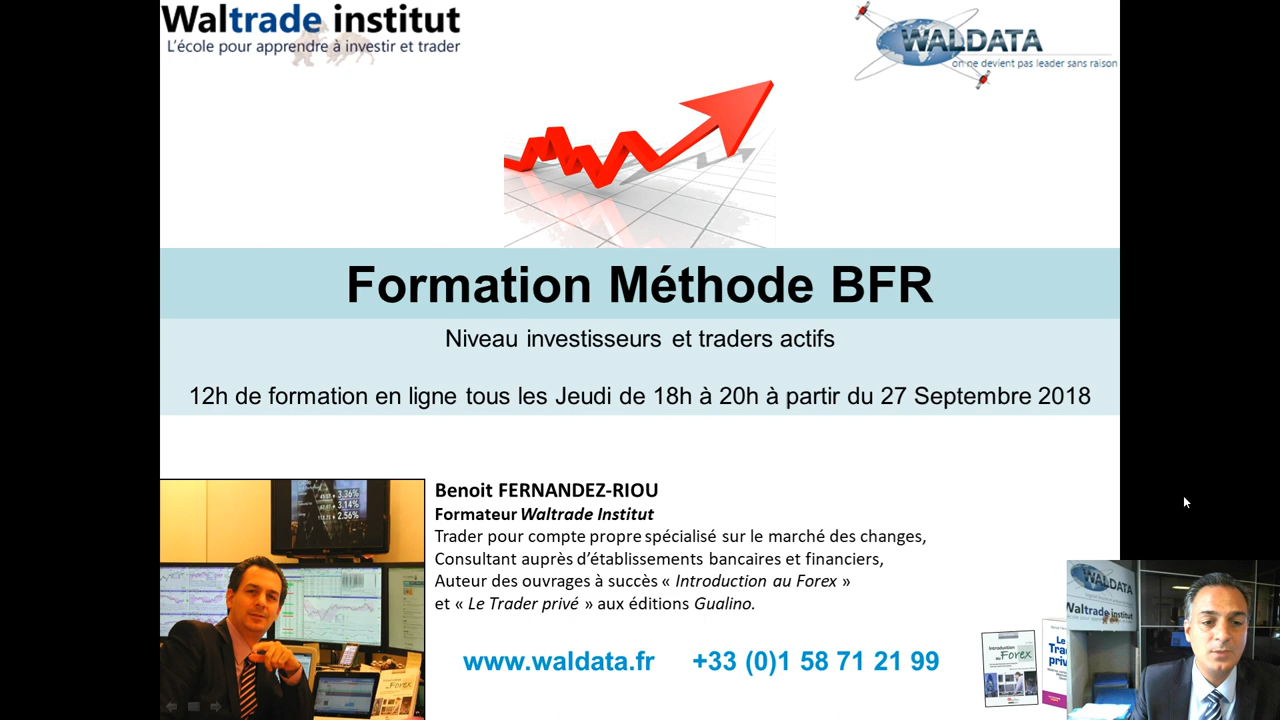 Waltrade institut
L'école pour apprendre à investir et trader
WALDATA
on ne devient pas leader sans raison
Formation Méthode BFR
Niveau investisseurs et traders actifs
12h de formation en ligne tous les Jeudi de 18h à 20h à partir du 27 Septembre 2018
3.36%
3.14%
2.56%
Benoit FERNANDEZ-RIOU
Formateur Waltrade Institut
Trader pour compte propre spécialisé sur le marché des changes,
Consultant auprès d'établissements bancaires et financiers,
Auteur des ouvrages à succès « Introduction au Forex »
et « Le Trader privé » aux éditions Gualino.
www.waldata.fr +33 (0)1 58 71 21 99
Introduction
au Forex
Le
Tra
priv
WALDATA
Waltrade institut
Forex